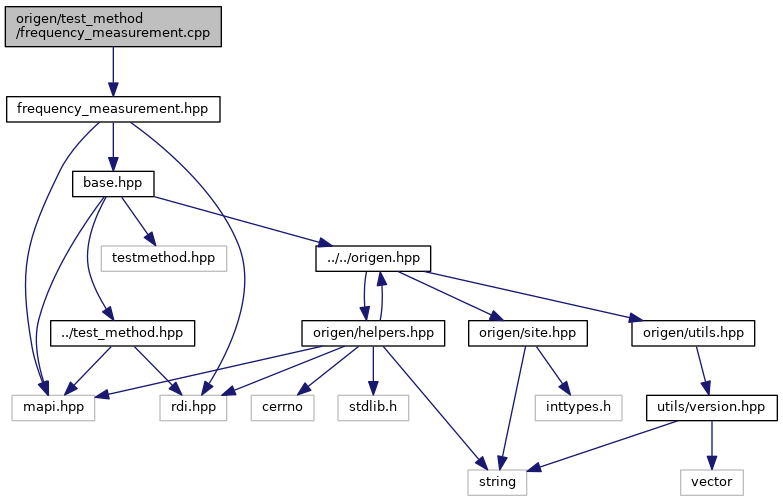 origen/test_method
/frequency_measurement.cpp
frequency_measurement.hpp
base.hpp
testmethod.hpp
../../origen.hpp
../test_method.hpp
origen/helpers.hpp
origen/site.hpp
origen/utils.hpp
mapi.hpp
rdi.hpp
cerrno
stdlib.h
inttypes.h
utils/version.hpp
string
vector